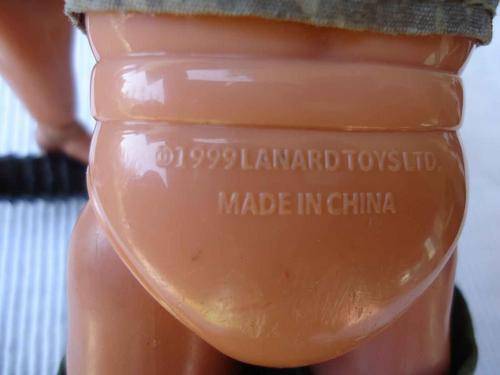 ©1999 LANARD TOYS LTD.
MADE IN CHINA